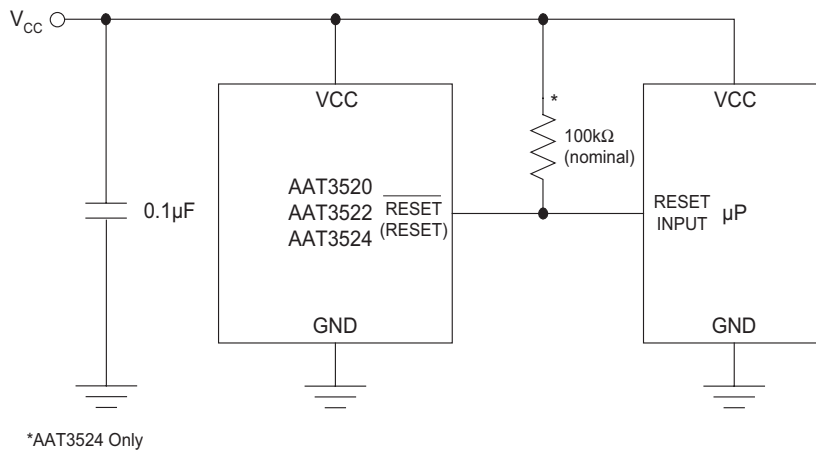 VCC
VCC
VCC
*
100kΩ
(nominal)
0.1µF
AAT3520
AAT3522
AAT3524
RESET
(RESET)
RESET
INPUT
µP
GND
GND
*AAT3524 Only